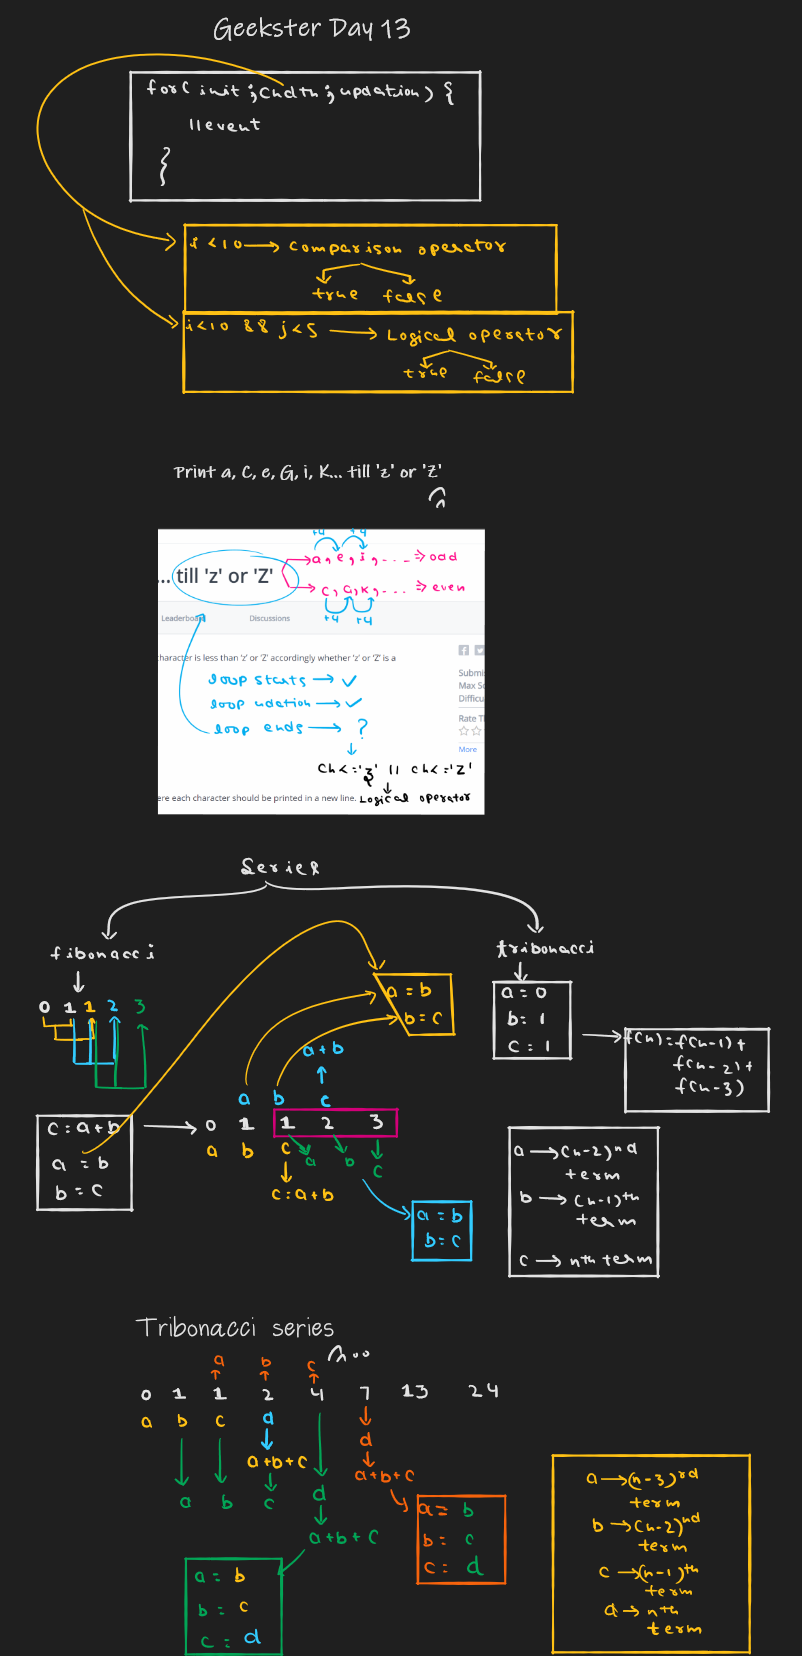 Geekster Day 13
for( init ; Cndtn ; updation) {
//event
}
i < 10 → Comparison operator
true false
i<10 && j<5 → Logical operator
true false
Print a, C, e, G, i, K... till 'z' or 'Z'
+4 +4
a, e, i, . . . ⇒ odd
... till 'z' or 'Z'
C, G, K, . . . ⇒ even
+4 +4
Leaderboard Discussions
character is less than 'z' or 'Z' accordingly whether 'z' or 'Z' is a
Submi
Max Sc
Difficu
Rate T
More
loop starts → ✓
loop udation → ✓
loop ends → ?
Ch<='z' || ch<='Z'
ere each character should be printed in a new line. Logical operator
Series
fibonacci
tribonacci
0 1 1 2 3
a = b
b = c
a = 0
b = 1
c = 1
f(n) = f(n-1) +
f(n-2) +
f(n-3)
a+b
a b c
c = a+b
a = b
b = c
0 1 1 2 3
a b c
a b c
c = a+b
a = b
b = c
a → (n-2)nd
term
b → (n-1)th
term
c → nth term
Tribonacci series
a b c
0 1 1 2 4 7 13 24
a b c d
d
a+b+c
a+b+c
a b c d
a+b+c
a = b
b = c
c = d
a = b
b = c
c = d
a → (n-3)rd
term
b → (n-2)nd
term
c → (n-1)th
term
d → nth
term